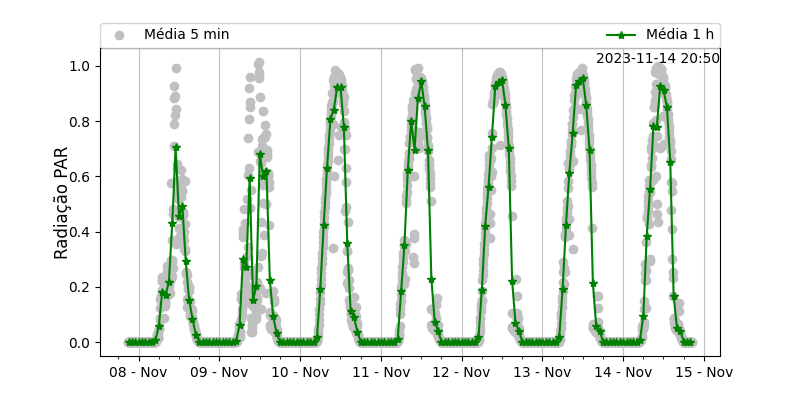 Média 5 min
Média 1 h
2023-11-14 20:50
Radiação PAR
1.0
0.8
0.6
0.4
0.2
0.0
08 - Nov
09 - Nov
10 - Nov
11 - Nov
12 - Nov
13 - Nov
14 - Nov
15 - Nov